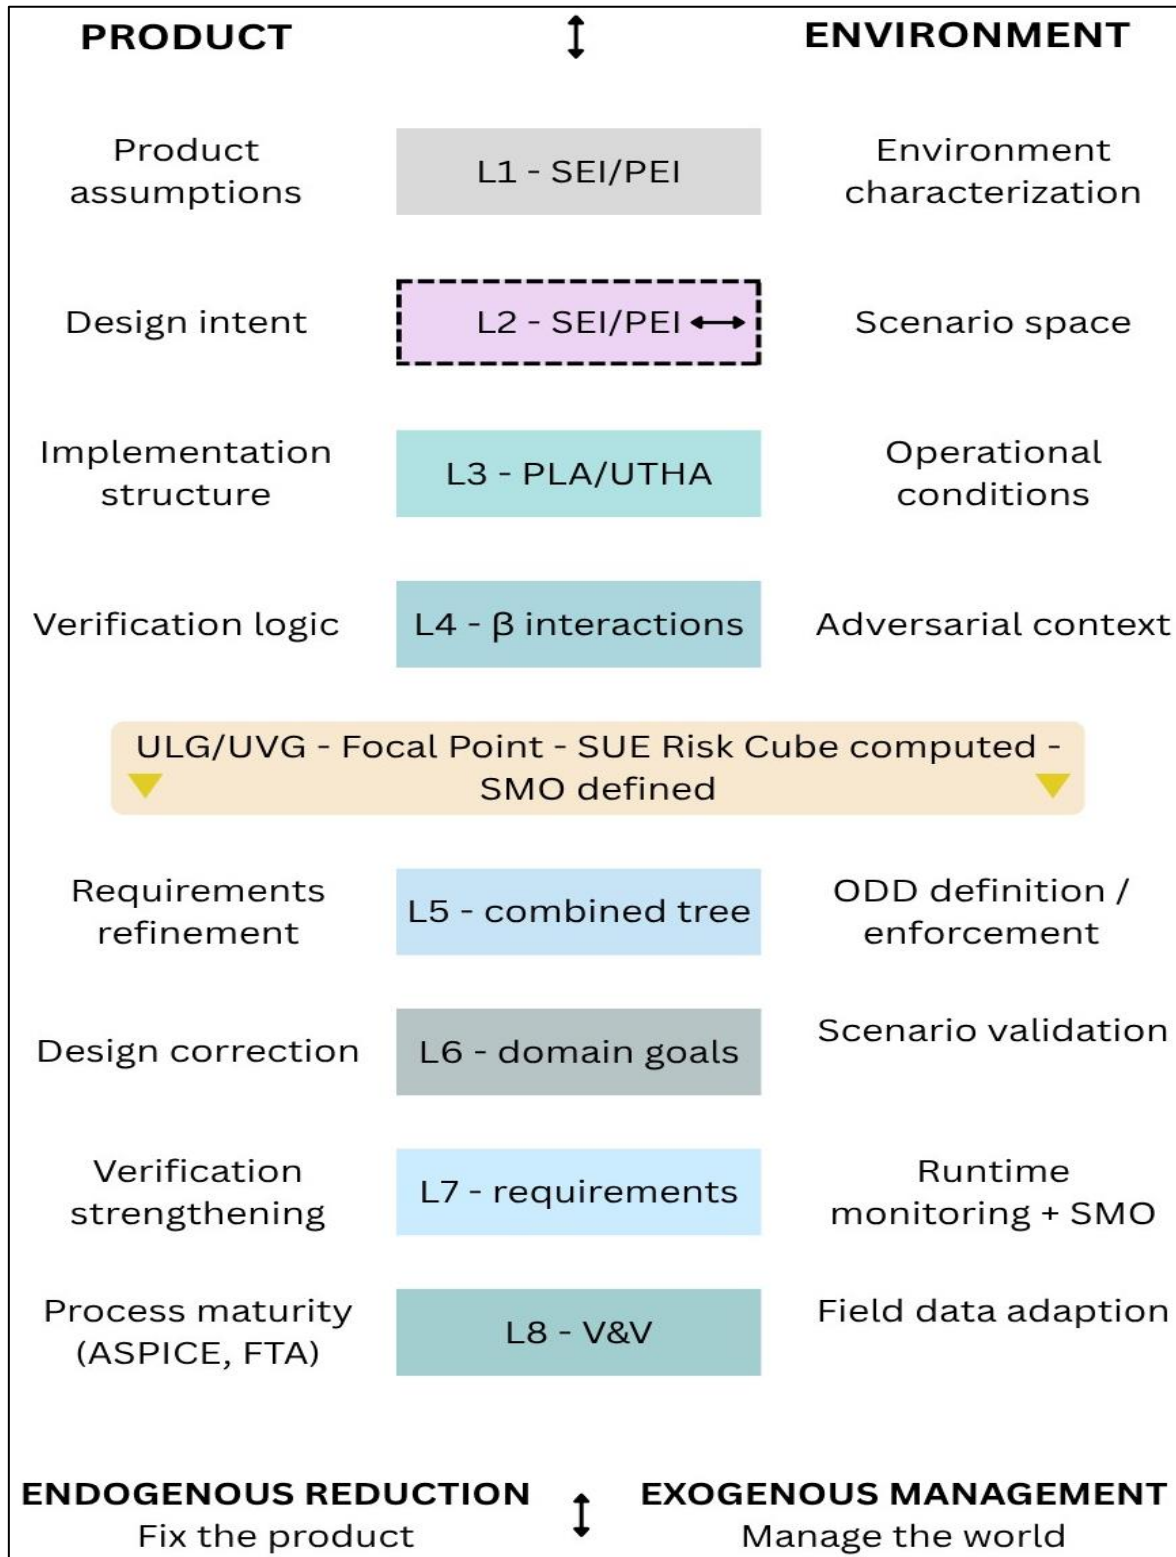 PRODUCT
ENVIRONMENT
Product
assumptions
L1 - SEI/PEI
Environment
characterization
Design intent
L2 - SEI/PEI
Scenario space
Implementation
structure
L3 - PLA/UTHA
Operational
conditions
Verification logic
L4 - β interactions
Adversarial context
ULG/UVG - Focal Point - SUE Risk Cube computed -
SMO defined
Requirements
refinement
L5 - combined tree
ODD definition /
enforcement
Design correction
L6 - domain goals
Scenario validation
Verification
strengthening
L7 - requirements
Runtime
monitoring + SMO
Process maturity
(ASPICE, FTA)
L8 - V&V
Field data adaption
ENDOGENOUS REDUCTION
Fix the product
EXOGENOUS MANAGEMENT
Manage the world